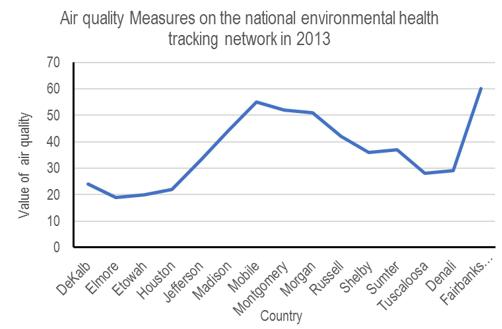 Air quality Measures on the national environmental health
tracking network in 2013
Value of air quality
70
60
50
40
30
20
10
0
DeKalb
Elmore
Etowah
Houston
Jefferson
Madison
Mobile
Montgomery
Morgan
Russell
Shelby
Sumter
Tuscaloosa
Denali
Fairbanks...
Country